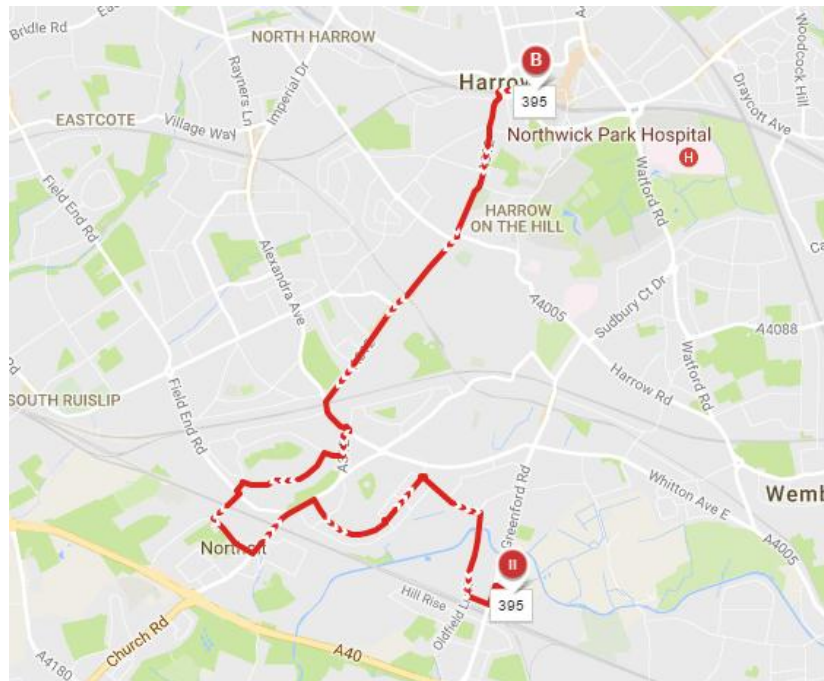 Bridle Rd
NORTH HARROW
Woodcock Hill
Rayners Ln
Imperial Dr
B
Harrow
395
Draycott Ave
EASTCOTE
Village Way
Northwick Park Hospital
H
Watford Rd
Field End Rd
HARROW
ON THE HILL
Alexandra Ave
Sudbury Ct Dr
A4005
A4088
Watford Rd
Harrow Rd
SOUTH RUISLIP
Field End Rd
Greenford Rd
Whitton Ave E
Wemb
A4005
Northolt
II
395
Hill Rise
Oldfield L
Church Rd
A40
A4180